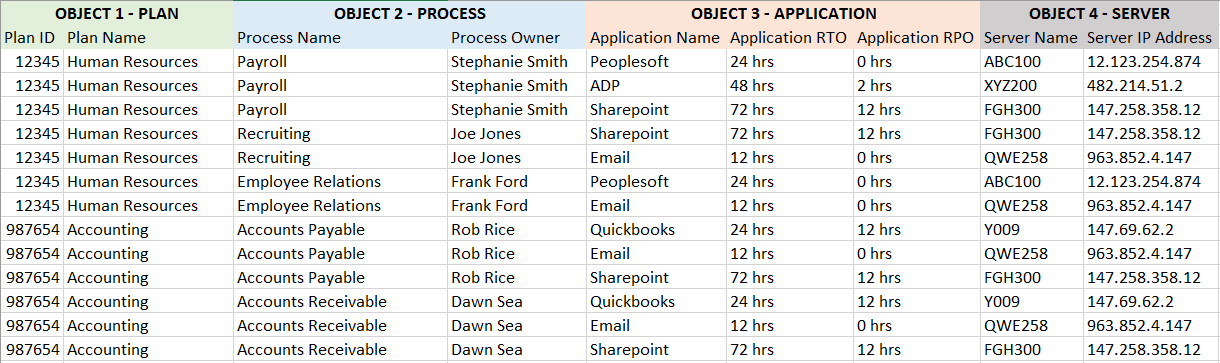 OBJECT 1 - PLAN OBJECT 2 - PROCESS OBJECT 3 - APPLICATION OBJECT 4 - SERVER
Plan ID Plan Name Process Name Process Owner Application Name Application RTO Application RPO Server Name Server IP Address
12345 Human Resources Payroll Stephanie Smith Peoplesoft 24 hrs 0 hrs ABC100 12.123.254.874
12345 Human Resources Payroll Stephanie Smith ADP 48 hrs 2 hrs XYZ200 482.214.51.2
12345 Human Resources Payroll Stephanie Smith Sharepoint 72 hrs 12 hrs FGH300 147.258.358.12
12345 Human Resources Recruiting Joe Jones Sharepoint 72 hrs 12 hrs FGH300 147.258.358.12
12345 Human Resources Recruiting Joe Jones Email 12 hrs 0 hrs QWE258 963.852.4.147
12345 Human Resources Employee Relations Frank Ford Peoplesoft 24 hrs 0 hrs ABC100 12.123.254.874
12345 Human Resources Employee Relations Frank Ford Email 12 hrs 0 hrs QWE258 963.852.4.147
987654 Accounting Accounts Payable Rob Rice Quickbooks 24 hrs 12 hrs Y009 147.69.62.2
987654 Accounting Accounts Payable Rob Rice Email 12 hrs 0 hrs QWE258 963.852.4.147
987654 Accounting Accounts Payable Rob Rice Sharepoint 72 hrs 12 hrs FGH300 147.258.358.12
987654 Accounting Accounts Receivable Dawn Sea Quickbooks 24 hrs 12 hrs Y009 147.69.62.2
987654 Accounting Accounts Receivable Dawn Sea Email 12 hrs 0 hrs QWE258 963.852.4.147
987654 Accounting Accounts Receivable Dawn Sea Sharepoint 72 hrs 12 hrs FGH300 147.258.358.12